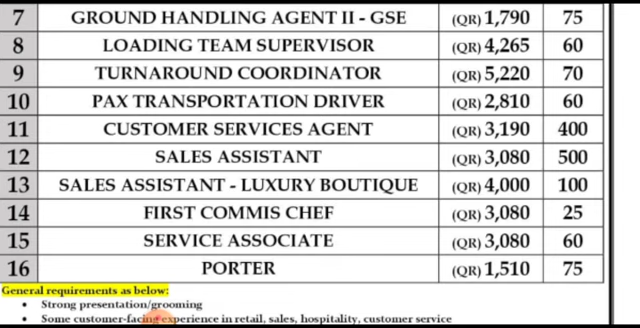 7 GROUND HANDLING AGENT II - GSE (QR) 1,790 75
8 LOADING TEAM SUPERVISOR (QR) 4,265 60
9 TURNAROUND COORDINATOR (QR) 5,220 70
10 PAX TRANSPORTATION DRIVER (QR) 2,810 60
11 CUSTOMER SERVICES AGENT (QR) 3,190 400
12 SALES ASSISTANT (QR) 3,080 500
13 SALES ASSISTANT - LUXURY BOUTIQUE (QR) 4,000 100
14 FIRST COMMIS CHEF (QR) 3,080 25
15 SERVICE ASSOCIATE (QR) 3,080 60
16 PORTER (QR) 1,510 75
General requirements as below:
• Strong presentation/grooming
• Some customer-facing experience in retail, sales, hospitality, customer service